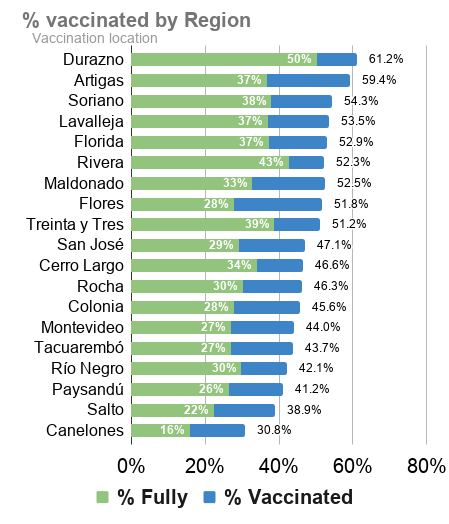 % vaccinated by Region
Vaccination location
Durazno 50% 61.2%
Artigas 37% 59.4%
Soriano 38% 54.3%
Lavalleja 37% 53.5%
Florida 37% 52.9%
Rivera 43% 52.3%
Maldonado 33% 52.5%
Flores 28% 51.8%
Treinta y Tres 39% 51.2%
San José 29% 47.1%
Cerro Largo 34% 46.6%
Rocha 30% 46.3%
Colonia 28% 45.6%
Montevideo 27% 44.0%
Tacuarembó 27% 43.7%
Río Negro 30% 42.1%
Paysandú 26% 41.2%
Salto 22% 38.9%
Canelones 16% 30.8%
0% 20% 40% 60% 80%
% Fully % Vaccinated